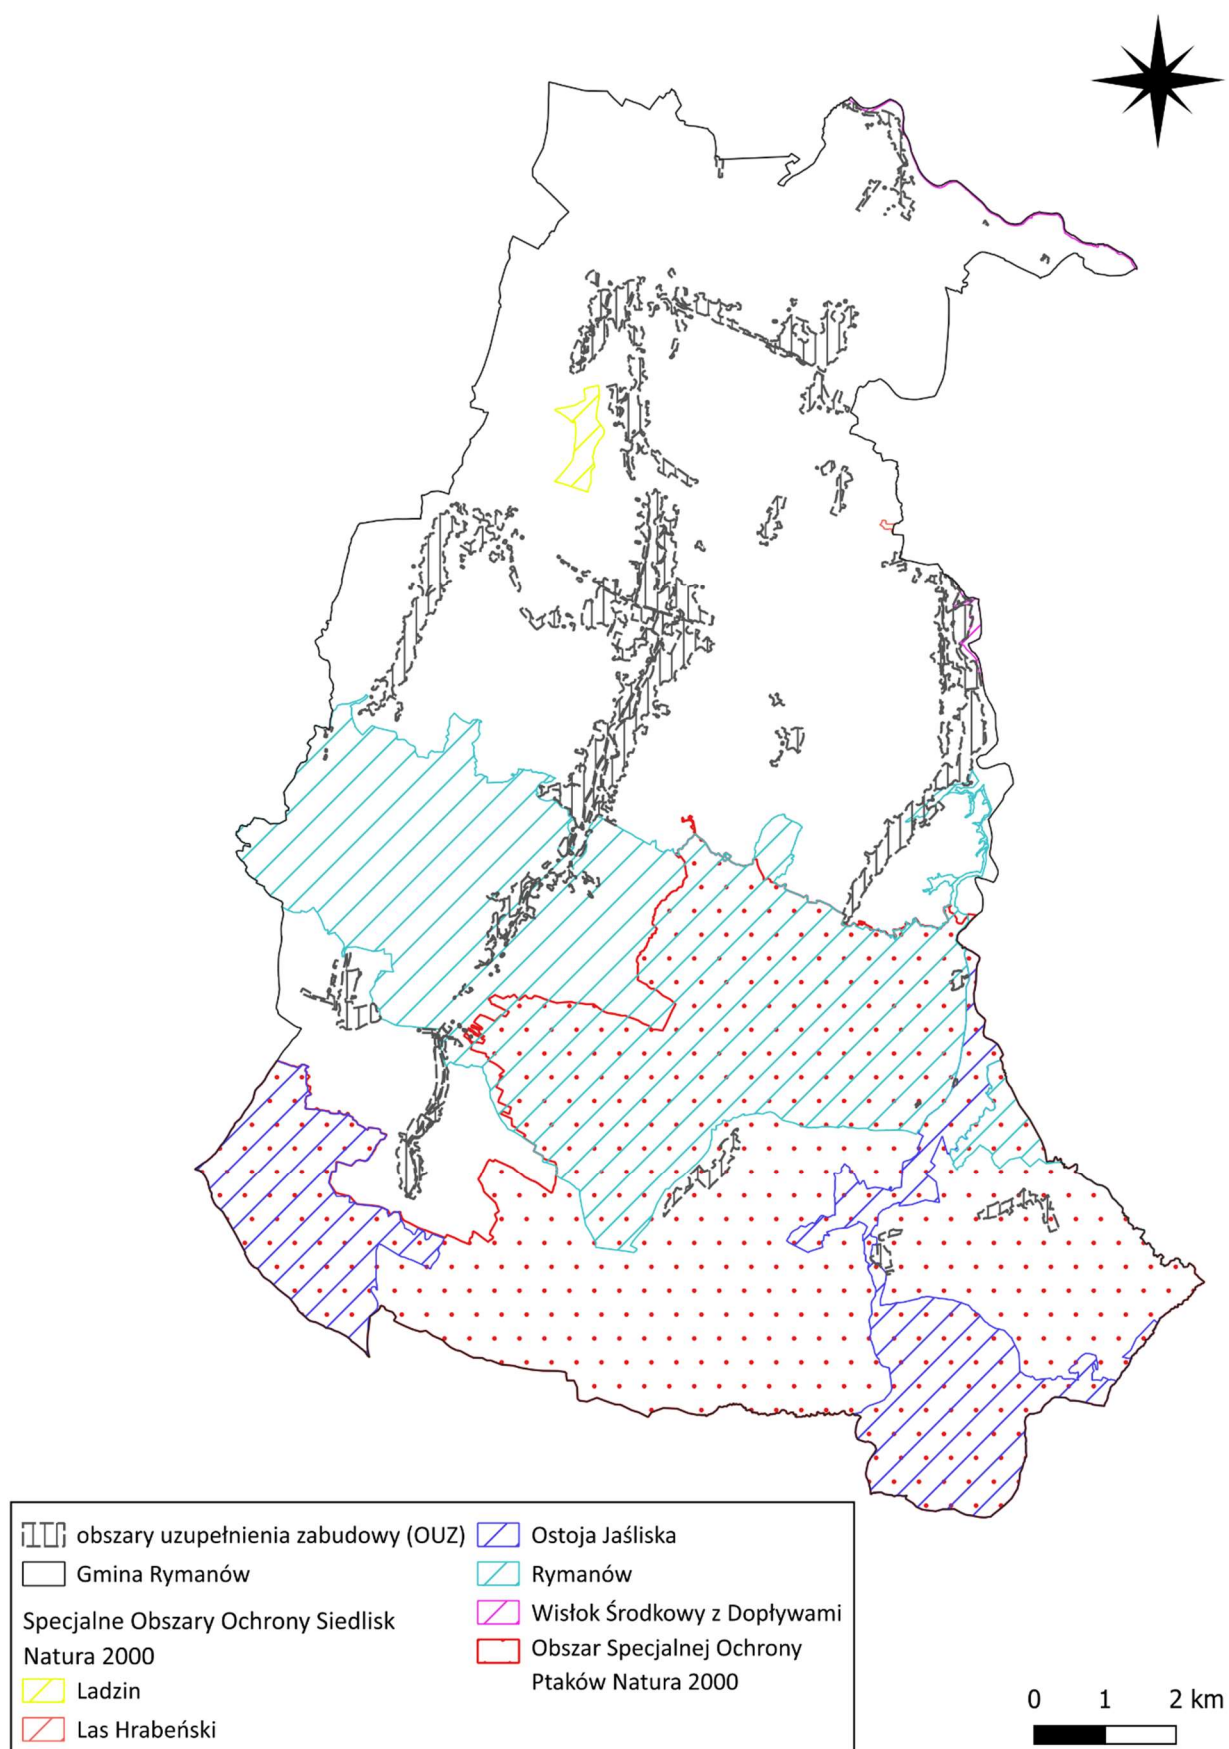 obszary uzupełnienia zabudowy (OUZ)
Gmina Rymanów
Specjalne Obszary Ochrony Siedlisk
Natura 2000
Ladzin
Las Hrabeński
Ostoja Jaśliska
Rymanów
Wisłok Środkowy z Dopływami
Obszar Specjalnej Ochrony
Ptaków Natura 2000
0 1 2 km